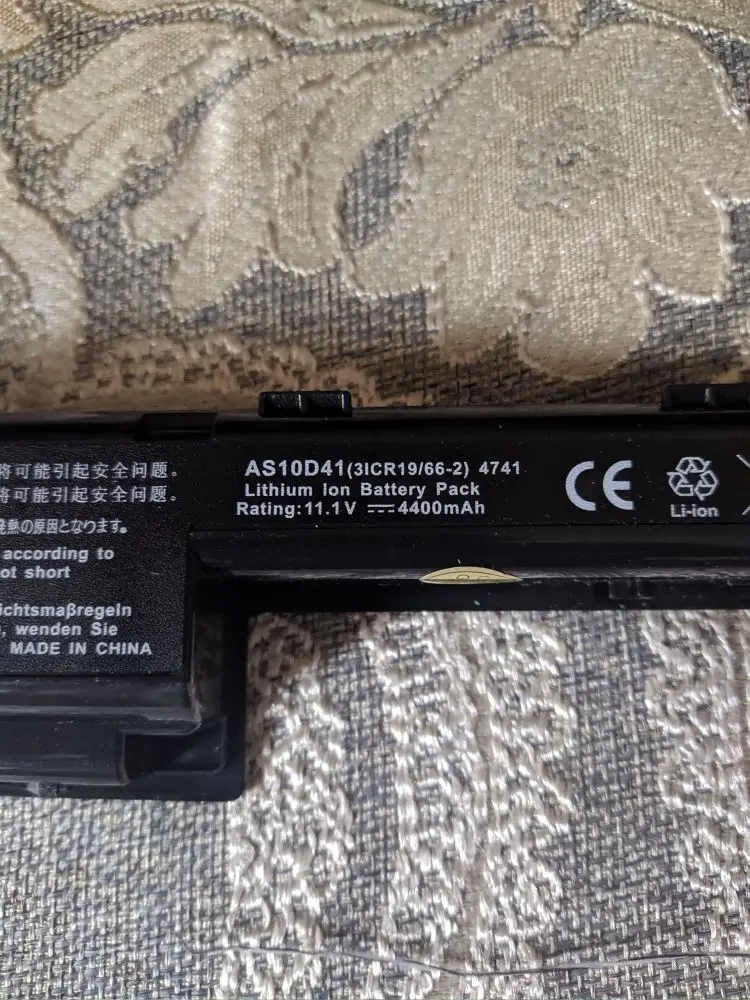 将可能引起安全问题。
将可能引起安全问题。
発熱の原因となります。
according to
ot short
ichtsmaβregeln
, wenden Sie
MADE IN CHINA
AS10D41(3ICR19/66-2) 4741
Lithium Ion Battery Pack
Rating:11.1V ⎓4400mAh
CE
Li-ion